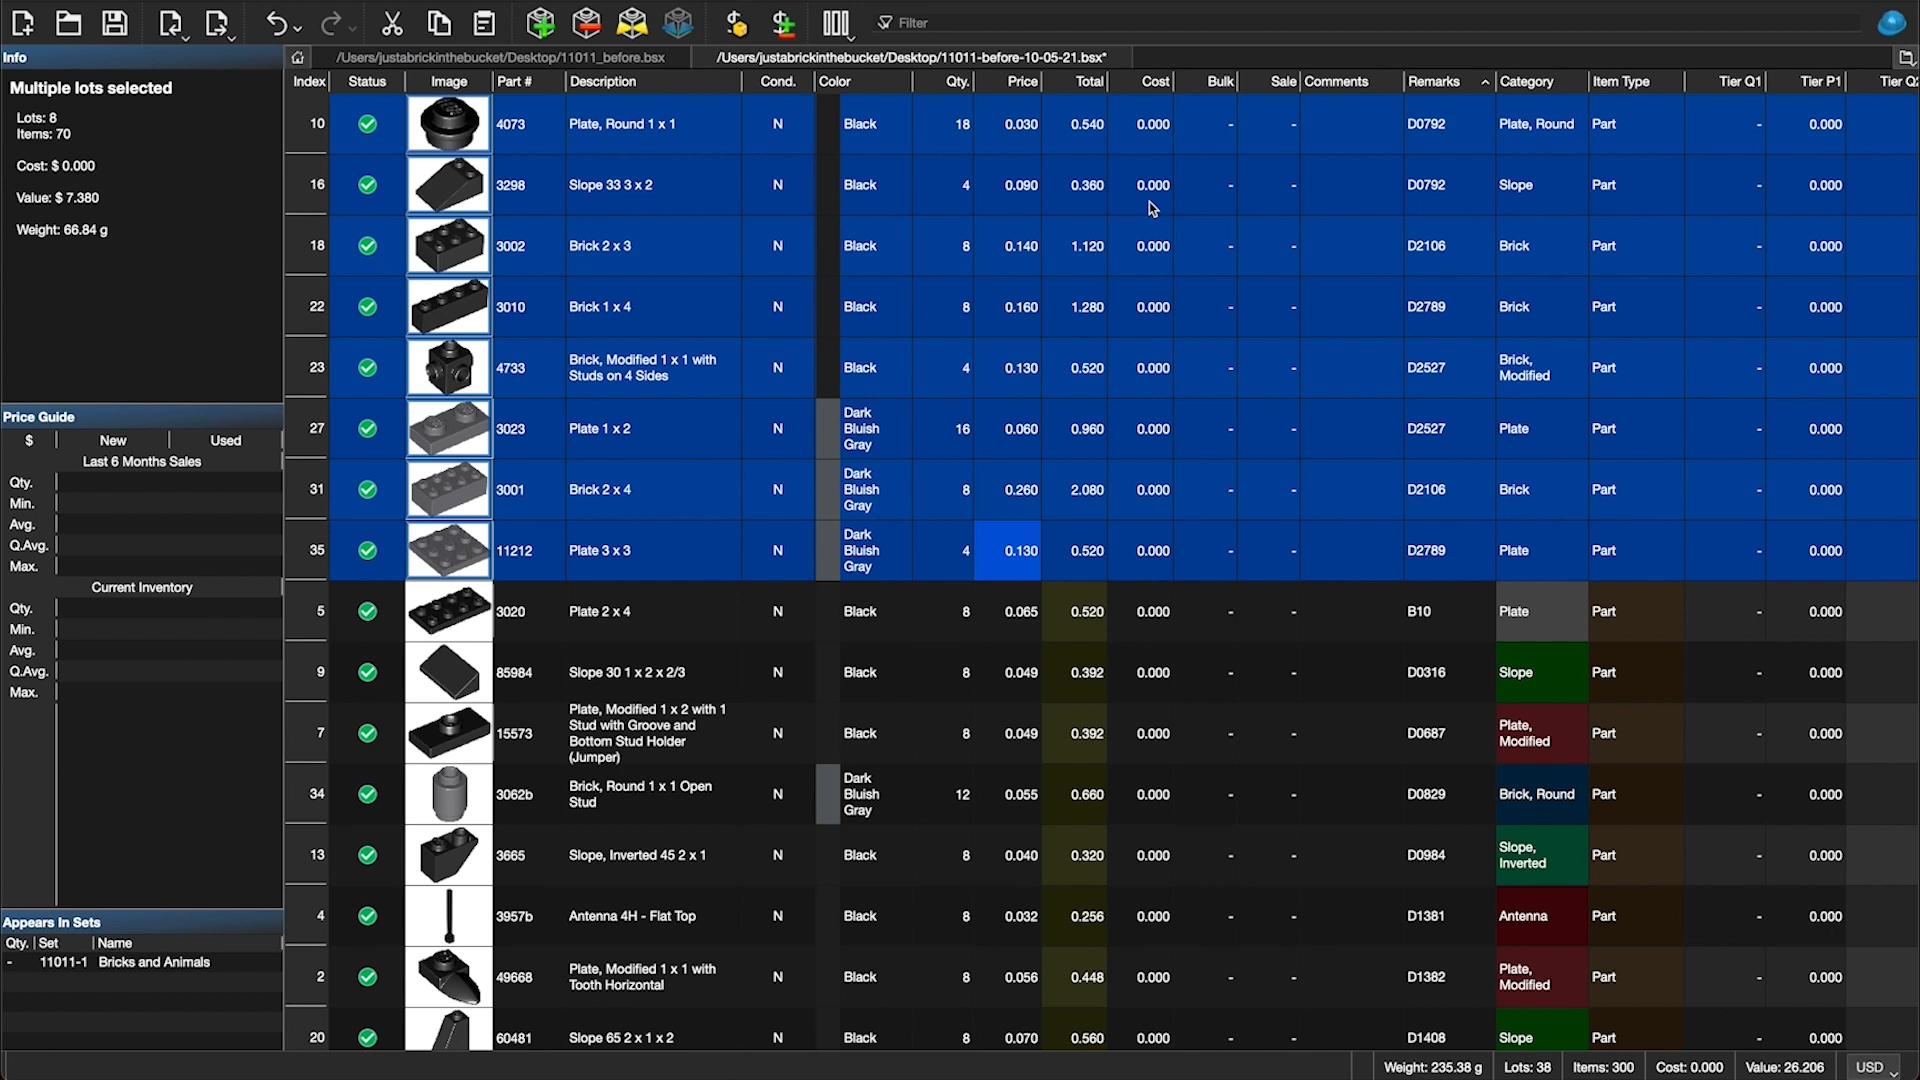 Filter
Info
/Users/justabrickinthebucket/Desktop/11011_before.bsx
/Users/justabrickinthebucket/Desktop/11011-before-10-05-21.bsx*
Index Status Image Part # Description Cond. Color Qty. Price Total Cost Bulk Sale Comments Remarks Category Item Type Tier Q1 Tier P1 Tier Q2
Multiple lots selected
Lots: 8
Items: 70
Cost: $ 0.000
Value: $ 7.380
Weight: 66.84 g
Price Guide
$ New Used
Last 6 Months Sales
Qty.
Min.
Avg.
Q.Avg.
Max.
Current Inventory
Qty.
Min.
Avg.
Q.Avg.
Max.
Appears In Sets
Qty. Set Name
- 11011-1 Bricks and Animals
10 4073 Plate, Round 1 x 1 N Black 18 0.030 0.540 0.000 - - D0792 Plate, Round Part - 0.000
16 3298 Slope 33 3 x 2 N Black 4 0.090 0.360 0.000 - - D0792 Slope Part - 0.000
18 3002 Brick 2 x 3 N Black 8 0.140 1.120 0.000 - - D2106 Brick Part - 0.000
22 3010 Brick 1 x 4 N Black 8 0.160 1.280 0.000 - - D2789 Brick Part - 0.000
23 4733 Brick, Modified 1 x 1 with Studs on 4 Sides N Black 4 0.130 0.520 0.000 - - D2527 Brick, Modified Part - 0.000
27 3023 Plate 1 x 2 N Dark Bluish Gray 16 0.060 0.960 0.000 - - D2527 Plate Part - 0.000
31 3001 Brick 2 x 4 N Dark Bluish Gray 8 0.260 2.080 0.000 - - D2106 Brick Part - 0.000
35 11212 Plate 3 x 3 N Dark Bluish Gray 4 0.130 0.520 0.000 - - D2789 Plate Part - 0.000
5 3020 Plate 2 x 4 N Black 8 0.065 0.520 0.000 - - B10 Plate Part - 0.000
9 85984 Slope 30 1 x 2 x 2/3 N Black 8 0.049 0.392 0.000 - - D0316 Slope Part - 0.000
7 15573 Plate, Modified 1 x 2 with 1 Stud with Groove and Bottom Stud Holder (Jumper) N Black 8 0.049 0.392 0.000 - - D0687 Plate, Modified Part - 0.000
34 3062b Brick, Round 1 x 1 Open Stud N Dark Bluish Gray 12 0.055 0.660 0.000 - - D0829 Brick, Round Part - 0.000
13 3665 Slope, Inverted 45 2 x 1 N Black 8 0.040 0.320 0.000 - - D0984 Slope, Inverted Part - 0.000
4 3957b Antenna 4H - Flat Top N Black 8 0.032 0.256 0.000 - - D1381 Antenna Part - 0.000
2 49668 Plate, Modified 1 x 1 with Tooth Horizontal N Black 8 0.056 0.448 0.000 - - D1382 Plate, Modified Part - 0.000
20 60481 Slope 65 2 x 1 x 2 N Black 8 0.070 0.560 0.000 - - D1408 Slope Part - 0.000
Weight: 235.38 g Lots: 38 Items: 300 Cost: 0.000 Value: 26.206 USD